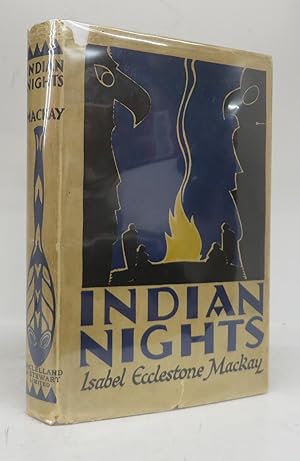 INDIAN
NIGHTS
MACKAY
McCLELLAND
& STEWART
LIMITED
INDIAN
NIGHTS
Isabel Ecclestone Mackay